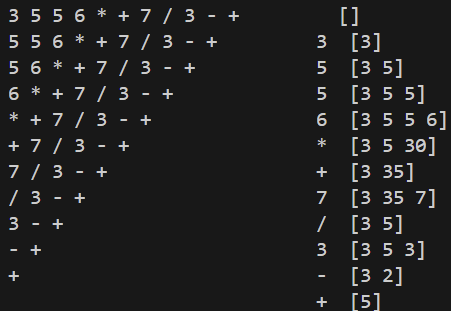 3 5 5 6 * + 7 / 3 - + []
5 5 6 * + 7 / 3 - + 3 [3]
5 6 * + 7 / 3 - + 5 [3 5]
6 * + 7 / 3 - + 5 [3 5 5]
* + 7 / 3 - + 6 [3 5 5 6]
+ 7 / 3 - + * [3 5 30]
7 / 3 - + + [3 35]
/ 3 - + 7 [3 35 7]
3 - + / [3 5]
- + 3 [3 5 3]
+ - [3 2]
+ [5]